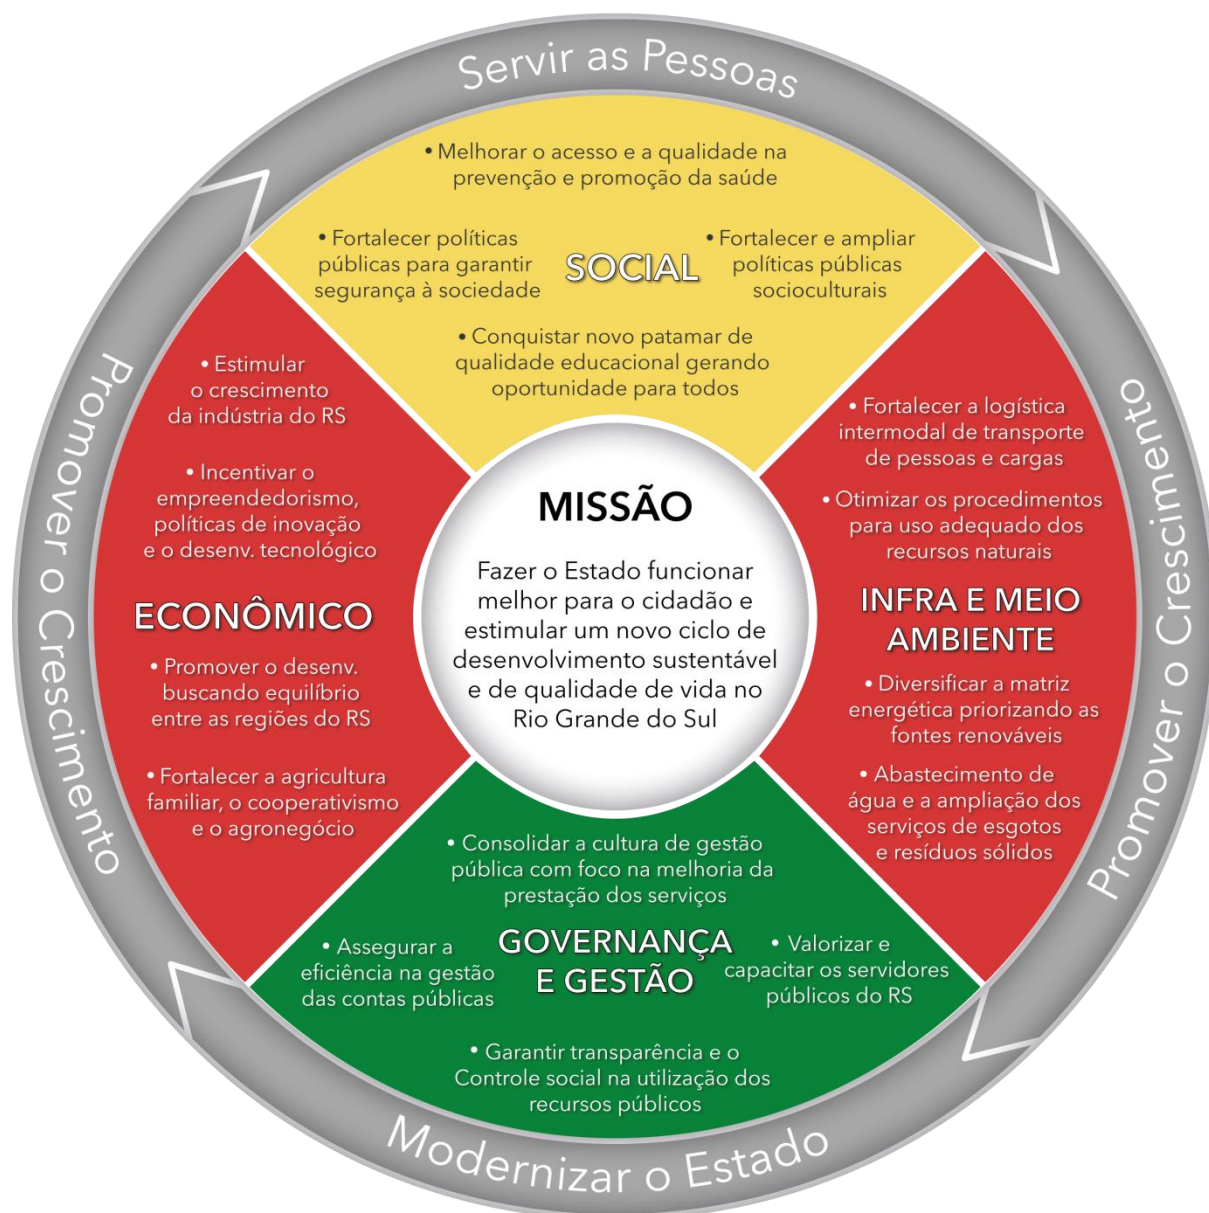 Servir as Pessoas
• Melhorar o acesso e a qualidade na
prevenção e promoção da saúde
• Fortalecer políticas
públicas para garantir
segurança à sociedade
SOCIAL
• Fortalecer e ampliar
políticas públicas
socioculturais
• Conquistar novo patamar de
qualidade educacional gerando
oportunidade para todos
Promover o Crescimento
• Estimular
o crescimento
da indústria do RS
• Incentivar o
empreendedorismo,
políticas de inovação
e o desenv. tecnológico
ECONÔMICO
• Promover o desenv.
buscando equilíbrio
entre as regiões do RS
• Fortalecer a agricultura
familiar, o cooperativismo
e o agronegócio
MISSÃO
Fazer o Estado funcionar
melhor para o cidadão e
estimular um novo ciclo de
desenvolvimento sustentável
e de qualidade de vida no
Rio Grande do Sul
• Fortalecer a logística
intermodal de transporte
de pessoas e cargas
• Otimizar os procedimentos
para uso adequado dos
recursos naturais
INFRA E MEIO
AMBIENTE
• Diversificar a matriz
energética priorizando as
fontes renováveis
• Abastecimento de
água e a ampliação dos
serviços de esgotos
e resíduos sólidos
Promover o Crescimento
• Consolidar a cultura de gestão
pública com foco na melhoria da
prestação dos serviços
• Assegurar a
eficiência na gestão
das contas públicas
GOVERNANÇA
E GESTÃO
• Valorizar e
capacitar os servidores
públicos do RS
• Garantir transparência e o
Controle social na utilização dos
recursos públicos
Modernizar o Estado